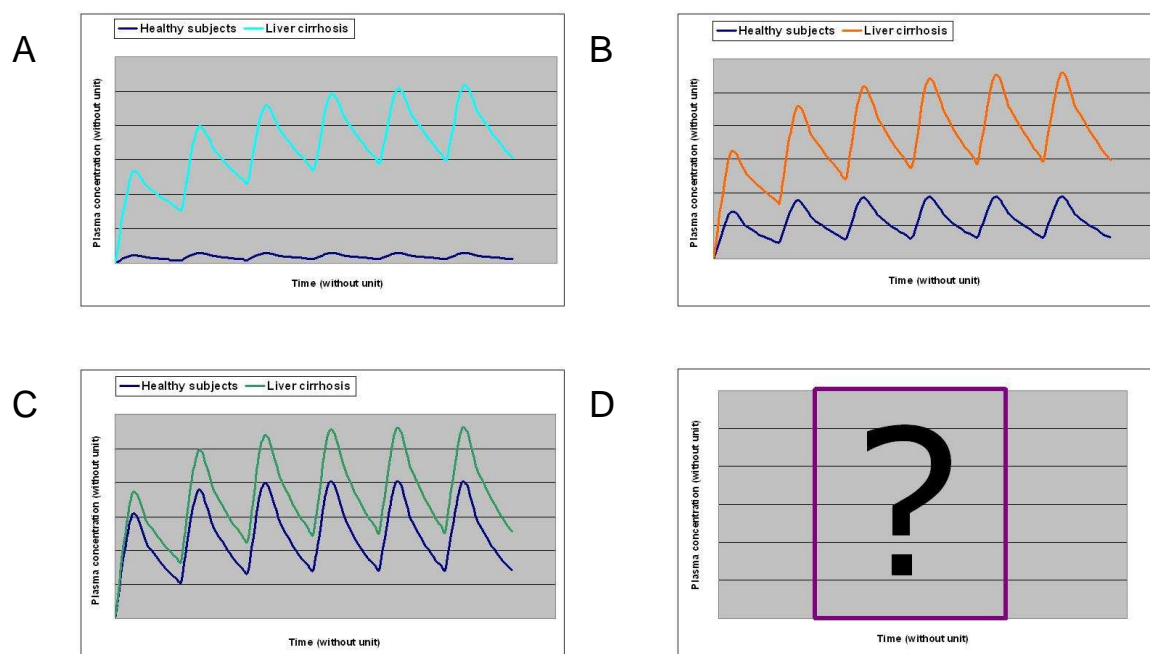 A
Healthy subjects Liver cirrhosis
Plasma concentration (without unit)
Time (without unit)
B
Healthy subjects Liver cirrhosis
Plasma concentration (without unit)
Time (without unit)
C
Healthy subjects Liver cirrhosis
Plasma concentration (without unit)
Time (without unit)
D
?
Plasma concentration (without unit)
Time (without unit)